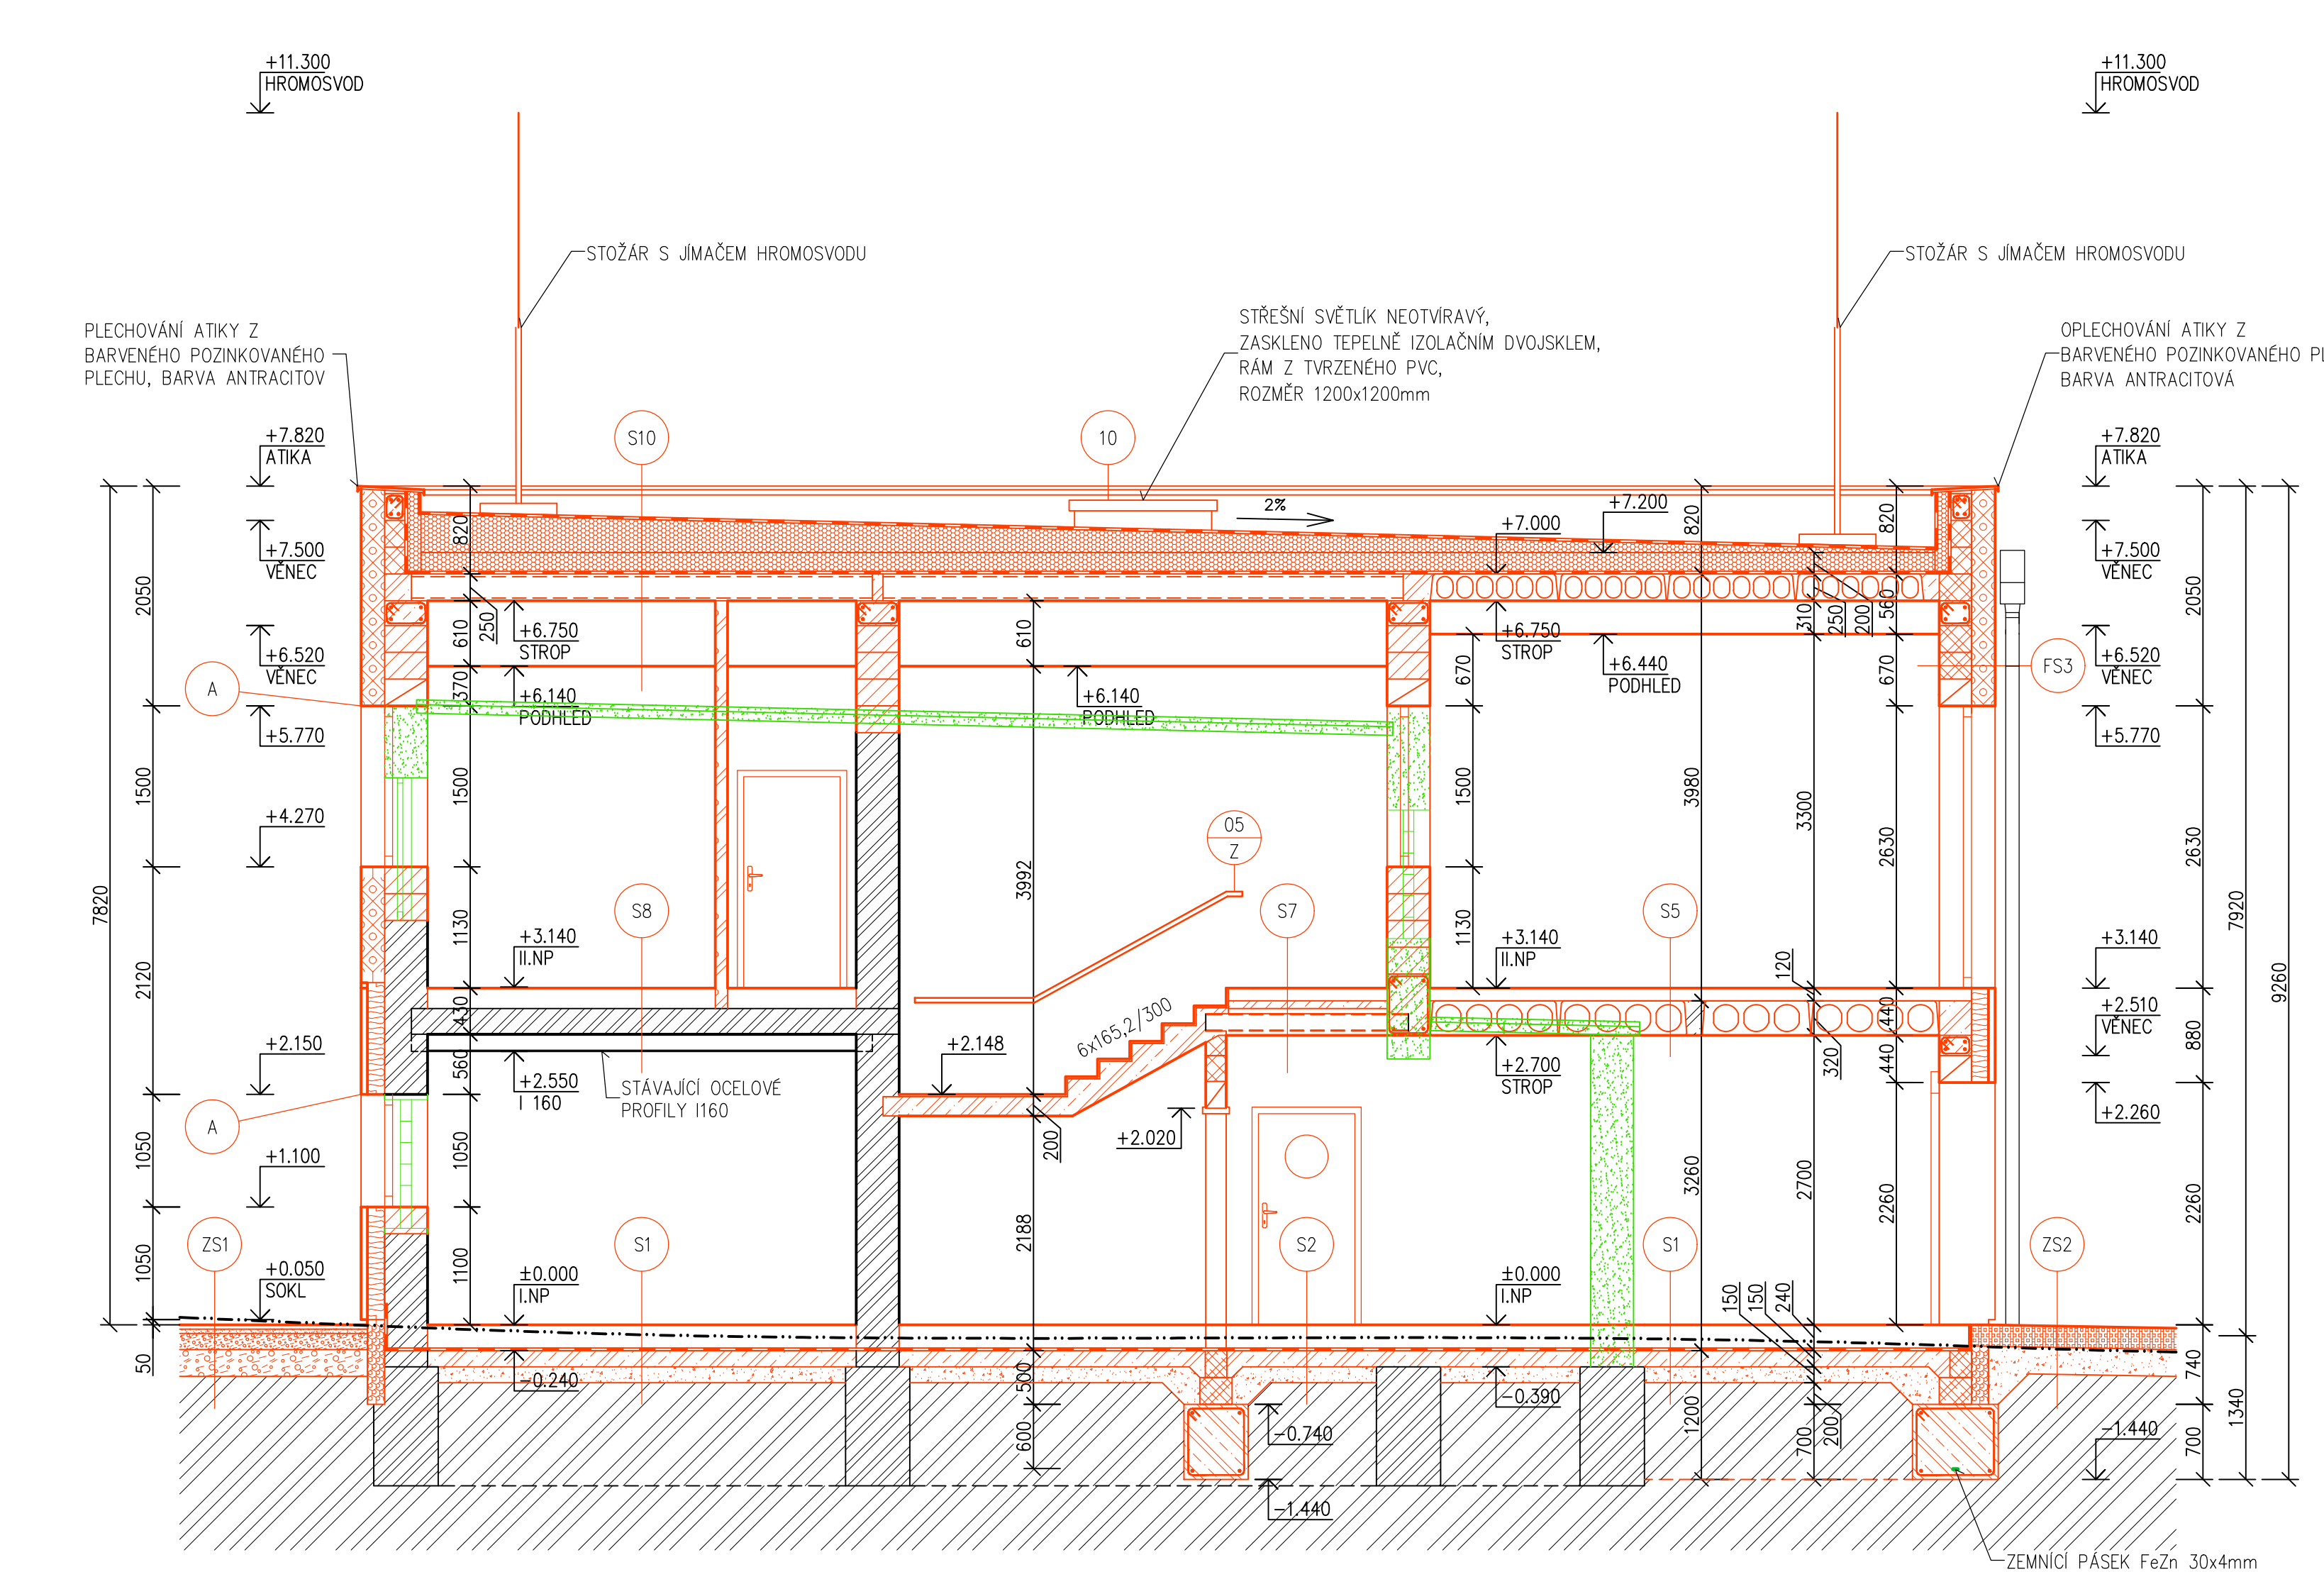 +11.300
HROMOSVOD
+11.300
HROMOSVOD
STOŽÁR S JÍMAČEM HROMOSVODU
STOŽÁR S JÍMAČEM HROMOSVODU
PLECHOVÁNÍ ATIKY Z
BARVENÉHO POZINKOVANÉHO
PLECHU, BARVA ANTRACITOV
STŘEŠNÍ SVĚTLÍK NEOTVÍRAVÝ,
ZASKLENO TEPELNĚ IZOLAČNÍM DVOJSKLEM,
RÁM Z TVRZENÉHO PVC,
ROZMĚR 1200x1200mm
OPLECHOVÁNÍ ATIKY Z
BARVENÉHO POZINKOVANÉHO PL
BARVA ANTRACITOVÁ
S10
10
+7.820
ATIKA
+7.820
ATIKA
2%
+7.200
+7.000
+7.500
VĚNEC
+7.500
VĚNEC
820
820
820
2050
2050
250
610
610
310
250
200
560
+6.750
STROP
+6.750
STROP
+6.520
VĚNEC
+6.520
VĚNEC
+6.440
PODHLED
FS3
A
370
670
670
+6.140
PODHLED
+6.140
PODHLED
+5.770
+5.770
1500
1500
1500
3980
3300
2630
2630
+4.270
05
Z
3992
7820
7920
9260
S8
S7
S5
1130
1130
+3.140
II.NP
+3.140
II.NP
+3.140
120
2120
430
440
440
320
880
6x165,2/300
+2.510
VĚNEC
+2.150
560
+2.550
I 160
STÁVAJÍCÍ OCELOVÉ
PROFILY I160
+2.148
+2.700
STROP
+2.260
A
200
+2.020
1050
1050
+1.100
3260
2700
2260
2260
2188
ZS1
S1
S2
S1
ZS2
1050
1100
+0.050
SOKL
±0.000
I.NP
±0.000
I.NP
150
150
240
50
-0.240
500
-0.390
740
600
-0.740
1200
700
200
1340
700
-1.440
-1.440
ZEMNÍCÍ PÁSEK FeZn 30x4mm